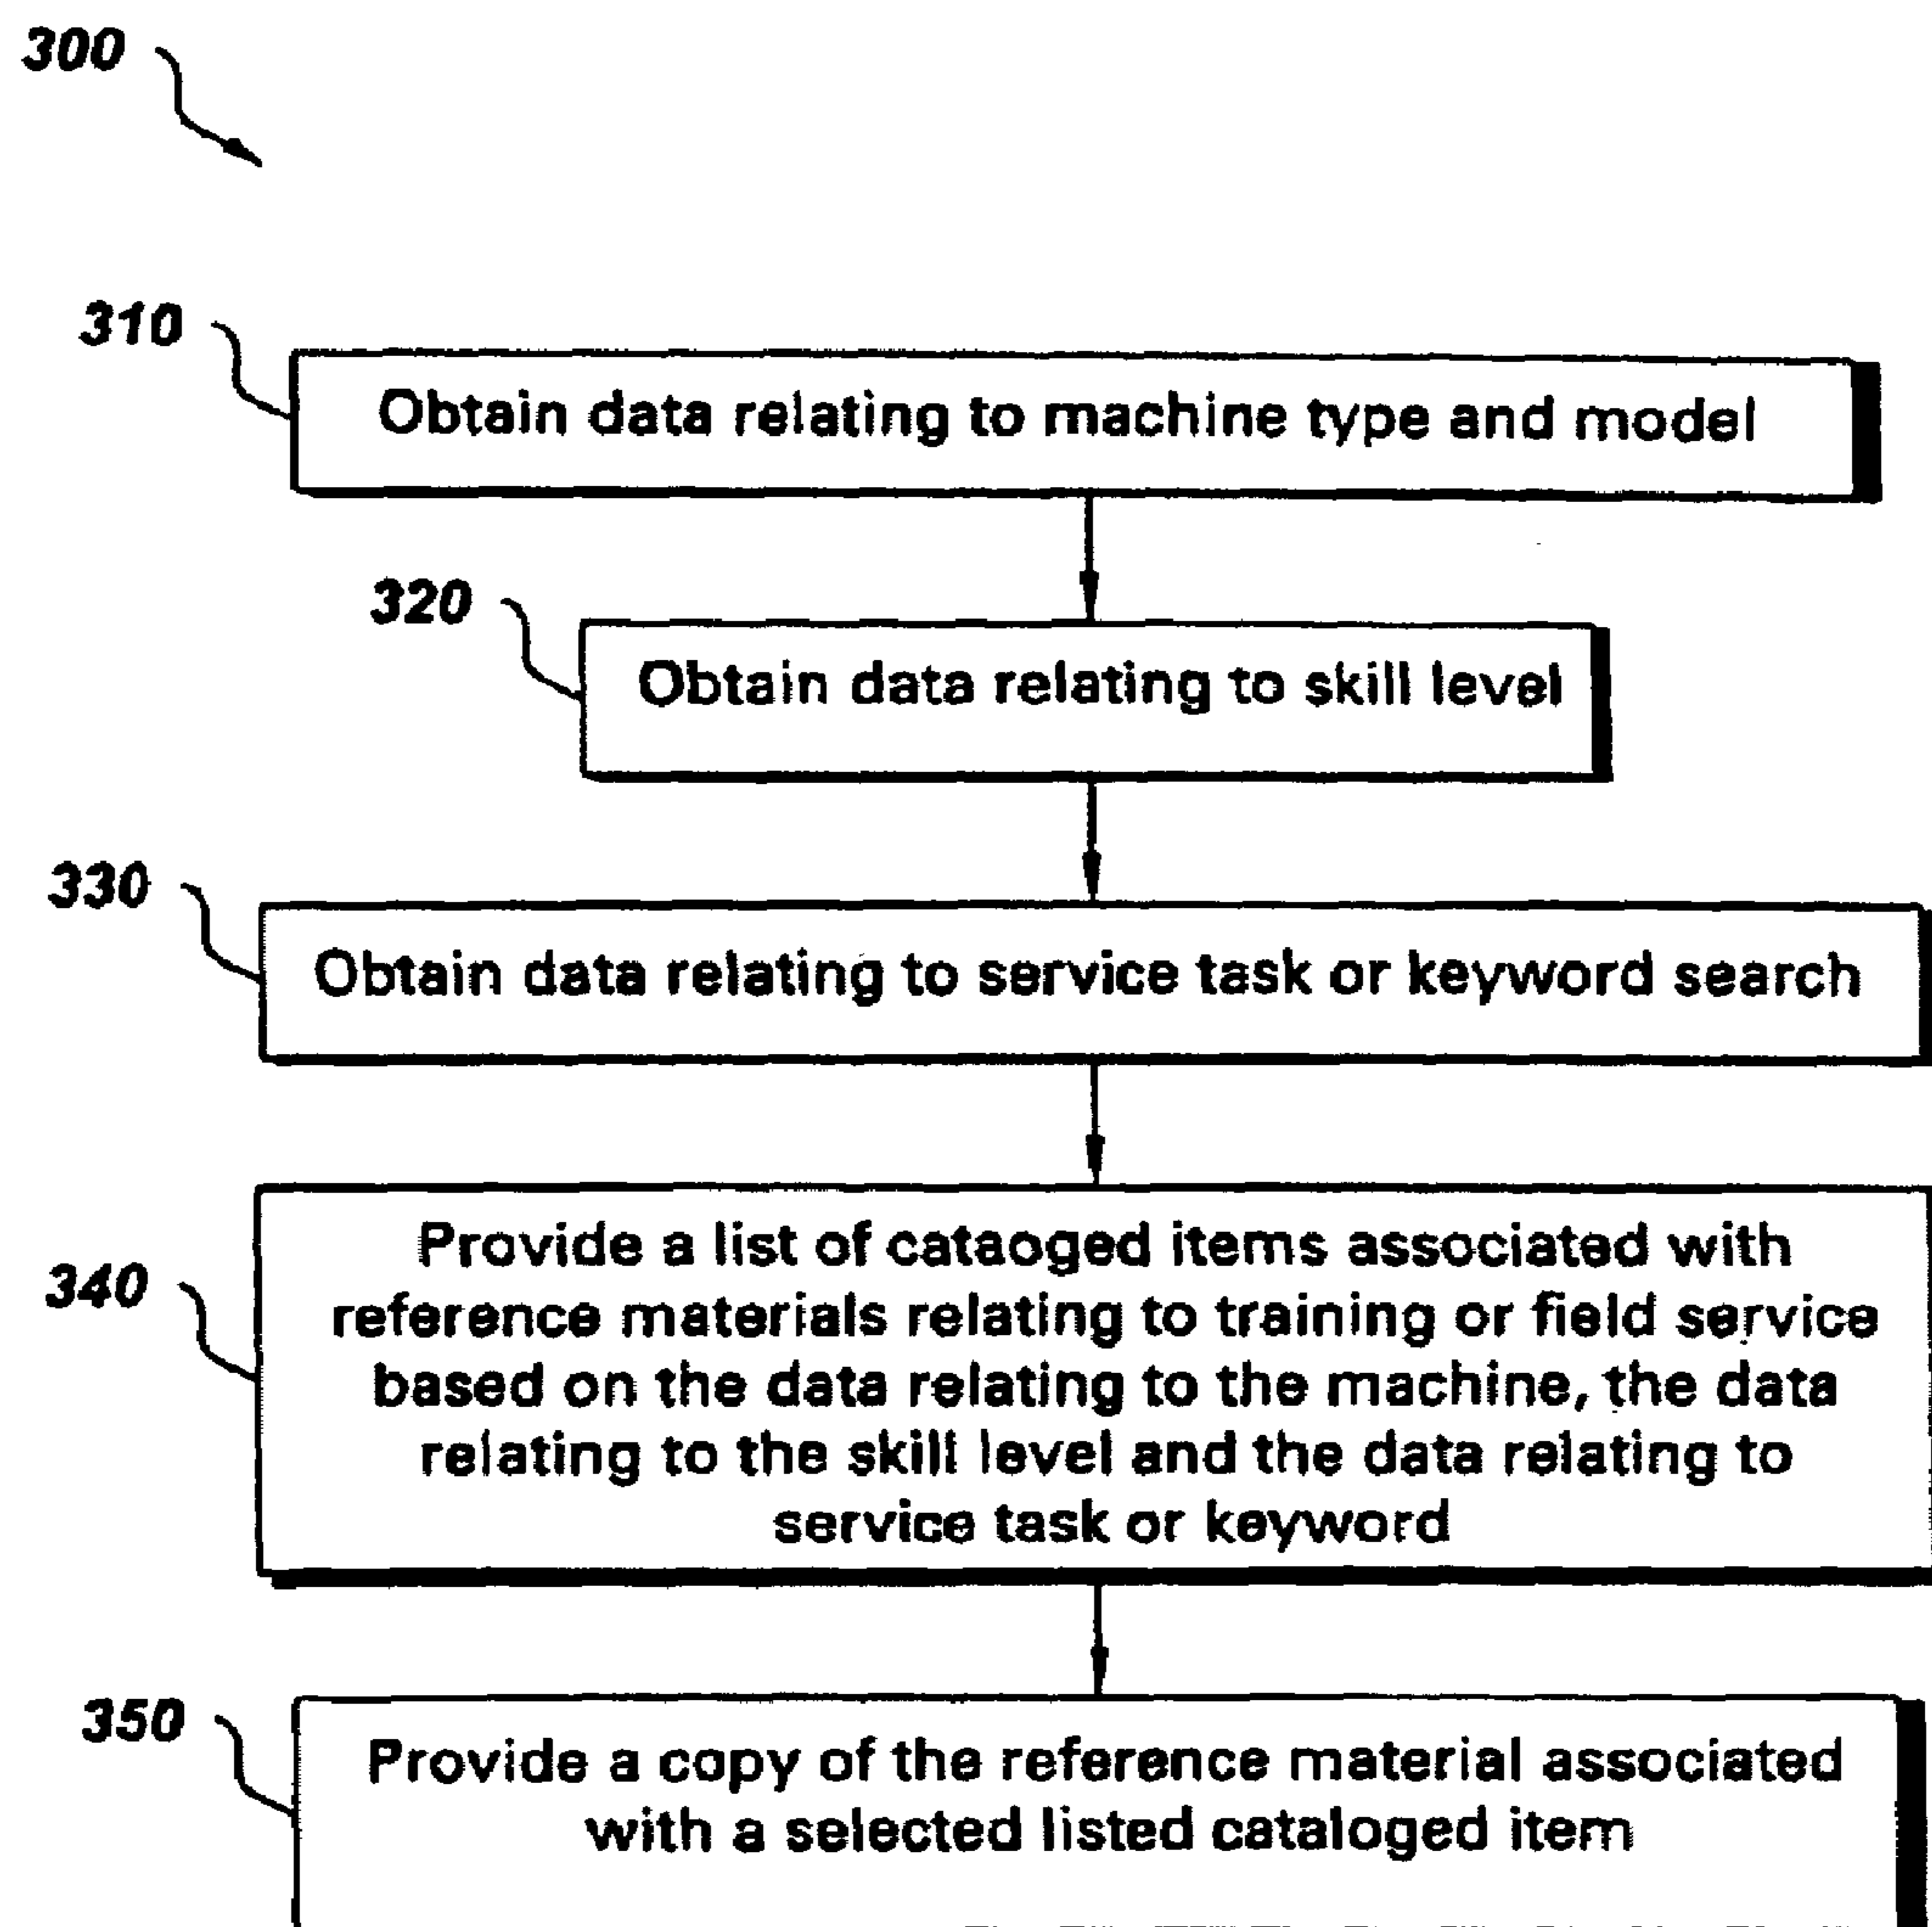 300
310
Obtain data relating to machine type and model
320
Obtain data relating to skill level
330
Obtain data relating to service task or keyword search
340
Provide a list of cataoged items associated with
reference materials relating to training or field service
based on the data relating to the machine, the data
relating to the skill level and the data relating to
service task or keyword
350
Provide a copy of the reference material associated
with a selected listed cataloged item